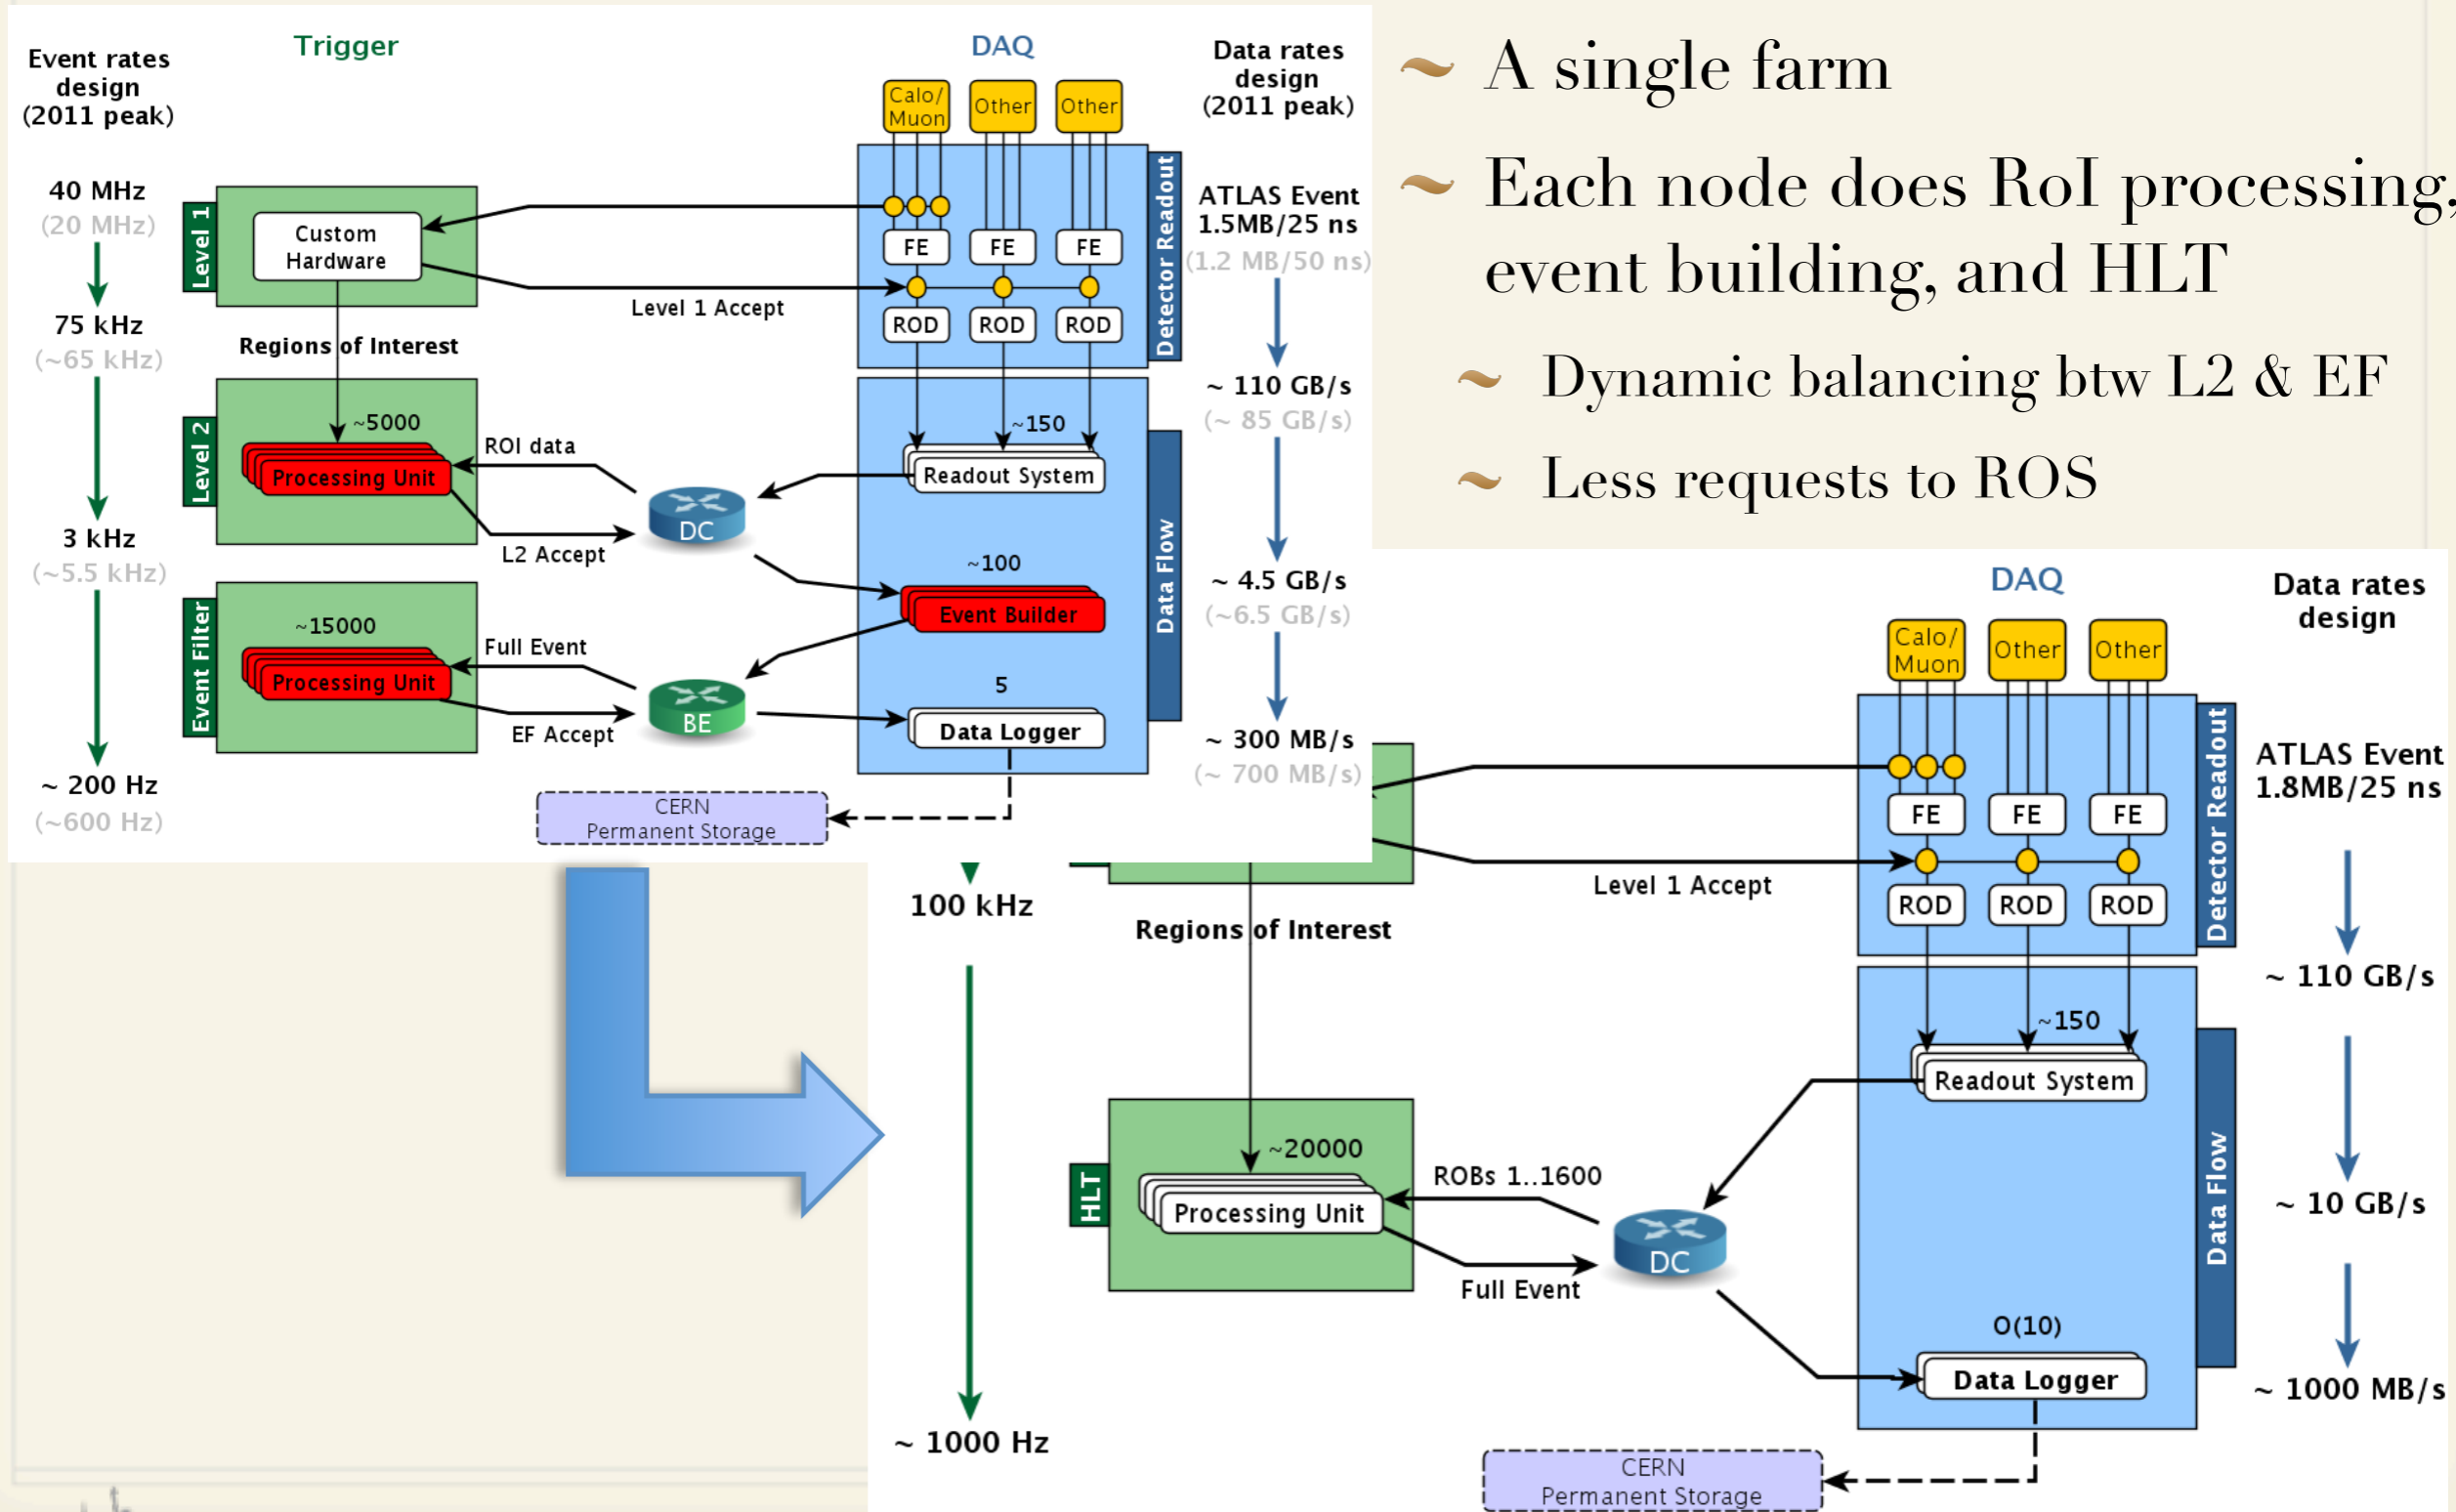 Trigger
DAQ
Event rates
design
(2011 peak)
Data rates
design
(2011 peak)
Calo/
Muon
Other
Other
40 MHz
(20 MHz)
Level 1
Custom
Hardware
FE
FE
FE
Level 1 Accept
ROD
ROD
ROD
Detector Readout
ATLAS Event
1.5MB/25 ns
(1.2 MB/50 ns)
75 kHz
(~65 kHz)
Regions of Interest
~ 110 GB/s
(~ 85 GB/s)
Level 2
~5000
Processing Unit
ROI data
L2 Accept
DC
~150
Readout System
3 kHz
(~5.5 kHz)
~100
Event Builder
Data Flow
~ 4.5 GB/s
(~6.5 GB/s)
Event Filter
~15000
Processing Unit
Full Event
EF Accept
BE
5
Data Logger
~ 300 MB/s
(~ 700 MB/s)
~ 200 Hz
(~600 Hz)
CERN
Permanent Storage
~ A single farm
~ Each node does RoI processing,
event building, and HLT
~ Dynamic balancing btw L2 & EF
~ Less requests to ROS
DAQ
Data rates
design
Calo/
Muon
Other
Other
FE
FE
FE
Level 1 Accept
ROD
ROD
ROD
Detector Readout
ATLAS Event
1.8MB/25 ns
100 kHz
Regions of Interest
~ 110 GB/s
~150
Readout System
HLT
~20000
Processing Unit
ROBs 1..1600
Full Event
DC
Data Flow
~ 10 GB/s
O(10)
Data Logger
~ 1000 MB/s
~ 1000 Hz
CERN
Permanent Storage